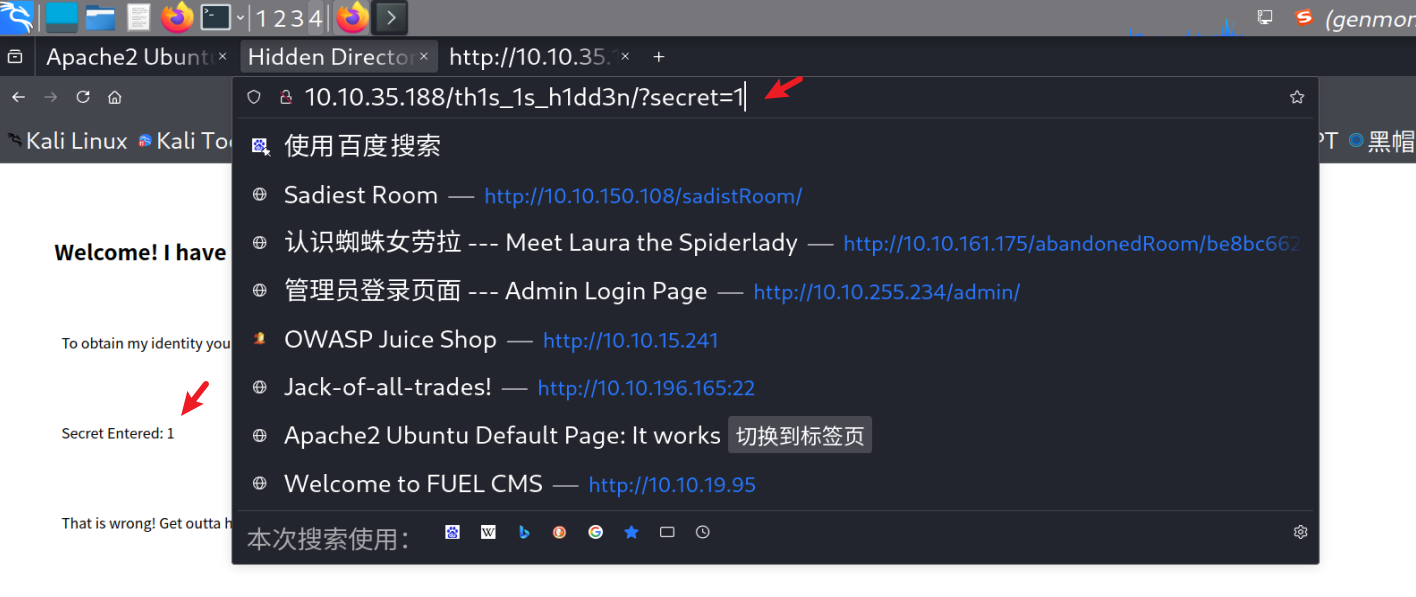 1 2 3 4 (genmon
Apache2 Ubunt × Hidden Director × http://10.10.35. × +
10.10.35.188/th1s_1s_h1dd3n/?secret=1
Kali Linux Kali Too PT 黑帽
使用 百度 搜索
Sadiest Room — http://10.10.150.108/sadistRoom/
认识蜘蛛女劳拉 --- Meet Laura the Spiderlady — http://10.10.161.175/abandonedRoom/be8bc662
管理员登录页面 --- Admin Login Page — http://10.10.255.234/admin/
OWASP Juice Shop — http://10.10.15.241
Jack-of-all-trades! — http://10.10.196.165:22
Apache2 Ubuntu Default Page: It works 切换到标签页
Welcome to FUEL CMS — http://10.10.19.95
本次搜索使用：
Welcome! I have
To obtain my identity you
Secret Entered: 1
That is wrong! Get outta h